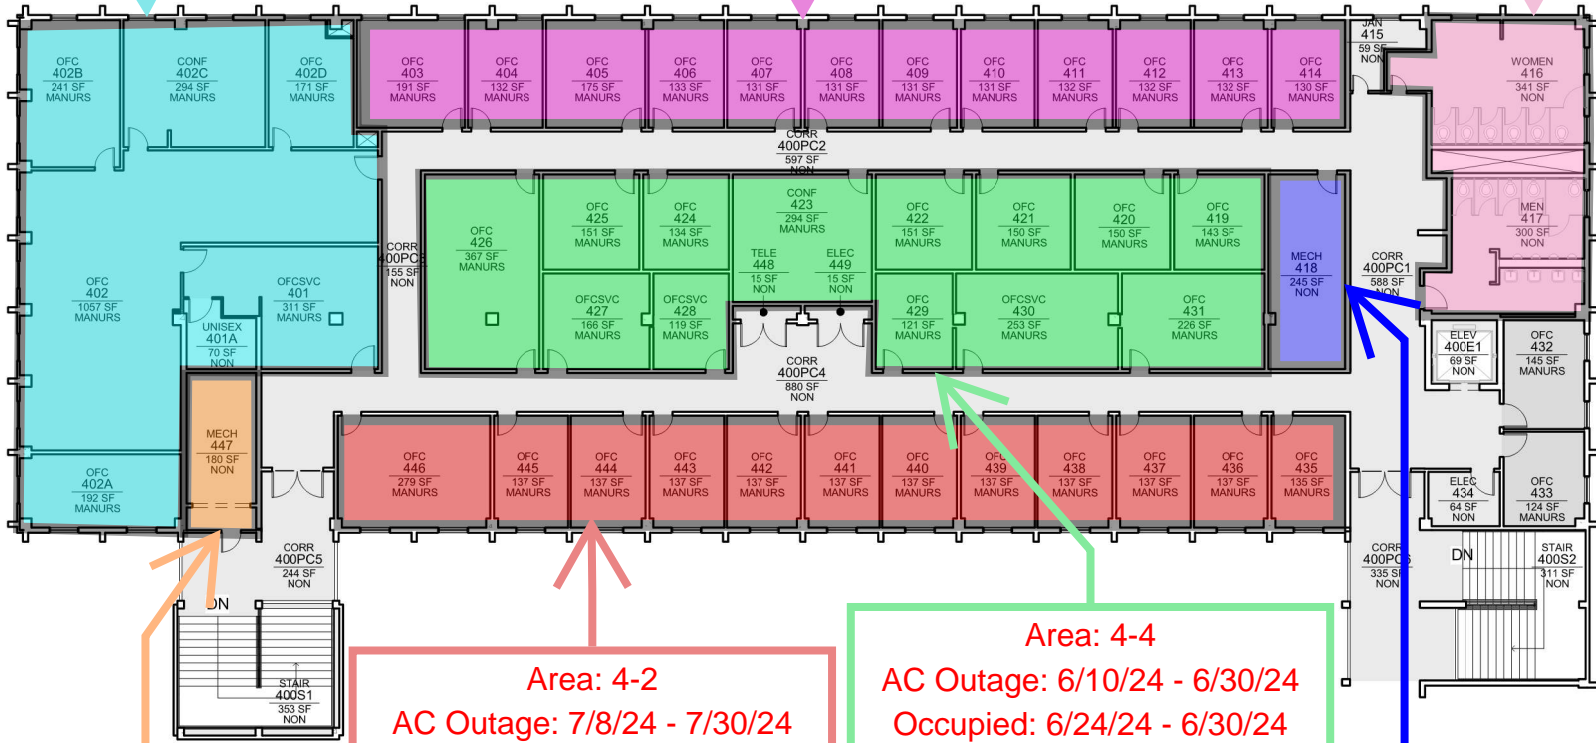 OFC
402B
241 SF
MANURS
CONF
402C
294 SF
MANURS
OFC
402D
171 SF
MANURS
OFC
403
191 SF
MANURS
OFC
404
132 SF
MANURS
OFC
405
175 SF
MANURS
OFC
406
133 SF
MANURS
OFC
407
131 SF
MANURS
OFC
408
131 SF
MANURS
OFC
409
131 SF
MANURS
OFC
410
131 SF
MANURS
OFC
411
132 SF
MANURS
OFC
412
132 SF
MANURS
OFC
413
132 SF
MANURS
OFC
414
130 SF
MANURS
JAN
415
59 SF
NON
WOMEN
416
341 SF
NON
CORR
400PC2
597 SF
NON
OFC
426
367 SF
MANURS
OFC
425
151 SF
MANURS
OFC
424
134 SF
MANURS
CONF
423
294 SF
MANURS
OFC
422
151 SF
MANURS
OFC
421
150 SF
MANURS
OFC
420
150 SF
MANURS
OFC
419
143 SF
MANURS
MEN
417
300 SF
NON
CORR
155 SF
NON
TELE
448
15 SF
NON
ELEC
449
15 SF
NON
MECH
418
245 SF
NON
CORR
400PC1
588 SF
NON
OFC
402
1057 SF
MANURS
OFCSVC
401
311 SF
MANURS
UNISEX
401A
70 SF
NON
OFCSVC
427
166 SF
MANURS
OFCSVC
428
119 SF
MANURS
OFC
429
121 SF
MANURS
OFCSVC
430
253 SF
MANURS
OFC
431
226 SF
MANURS
CORR
400PC4
880 SF
NON
ELEV
400E1
69 SF
NON
OFC
432
145 SF
MANURS
MECH
447
180 SF
NON
OFC
402A
192 SF
MANURS
OFC
446
279 SF
MANURS
OFC
445
137 SF
MANURS
OFC
444
137 SF
MANURS
OFC
443
137 SF
MANURS
OFC
442
137 SF
MANURS
OFC
441
137 SF
MANURS
OFC
440
137 SF
MANURS
OFC
439
137 SF
MANURS
OFC
438
137 SF
MANURS
OFC
437
137 SF
MANURS
OFC
436
137 SF
MANURS
OFC
435
135 SF
MANURS
ELEC
434
64 SF
NON
OFC
433
124 SF
MANURS
CORR
400PC5
244 SF
NON
DN
STAIR
400S1
353 SF
NON
CORR
400PC6
335 SF
NON
DN
STAIR
400S2
311 SF
NON
Area: 4-2
AC Outage: 7/8/24 - 7/30/24
Area: 4-4
AC Outage: 6/10/24 - 6/30/24
Occupied: 6/24/24 - 6/30/24